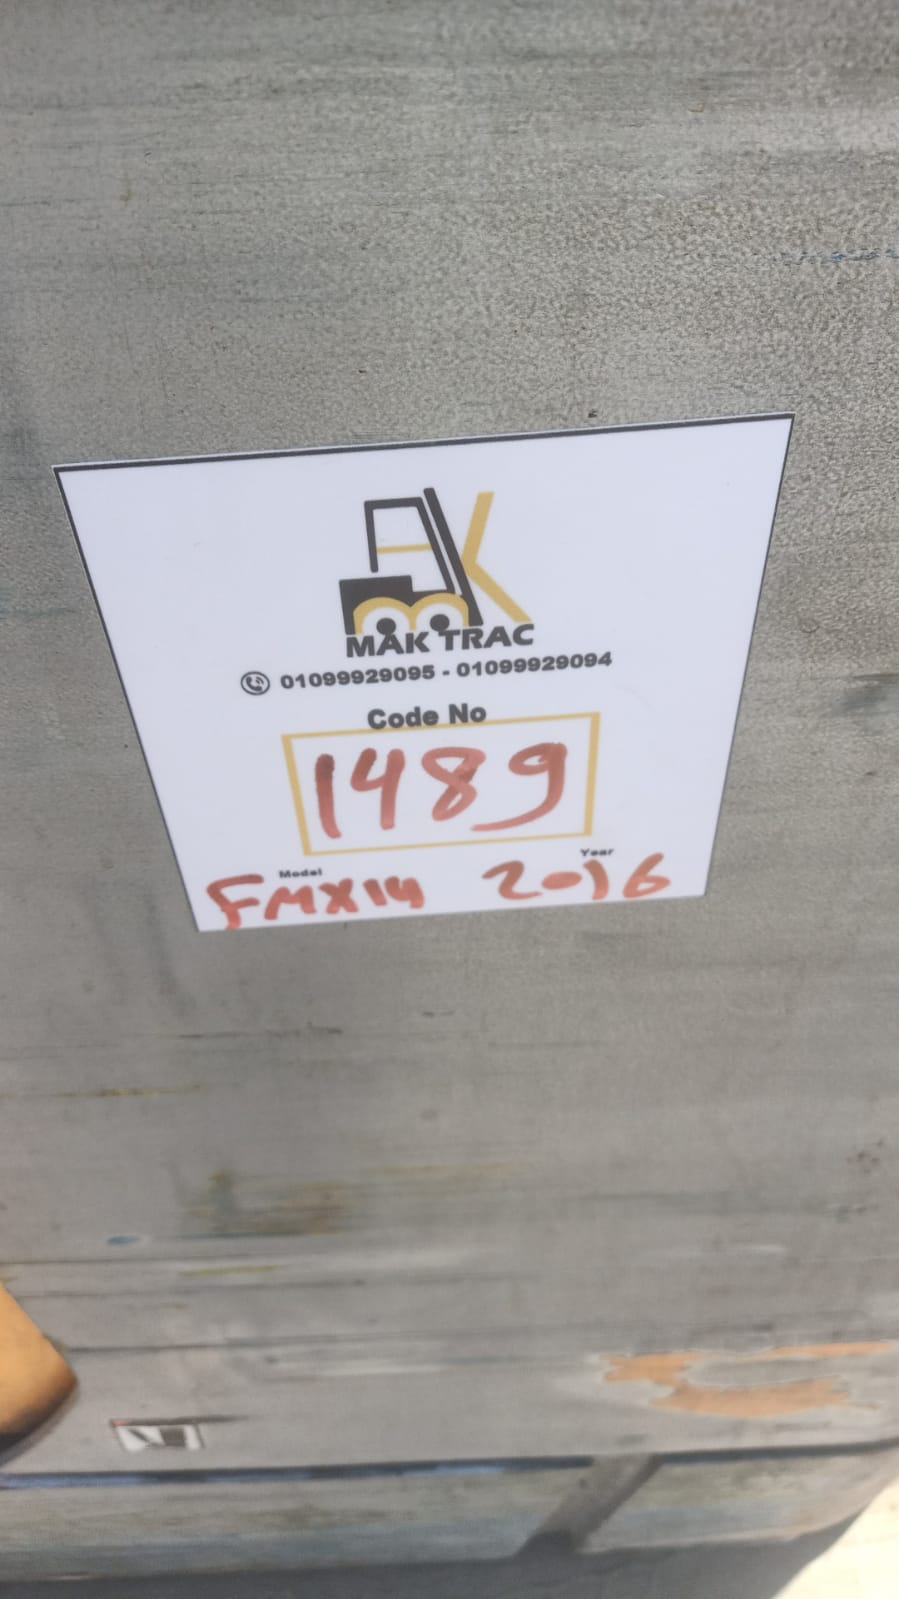 MAK TRAC
01099929095 - 01099929094
Code No
1489
Model Year
FMX14 2016